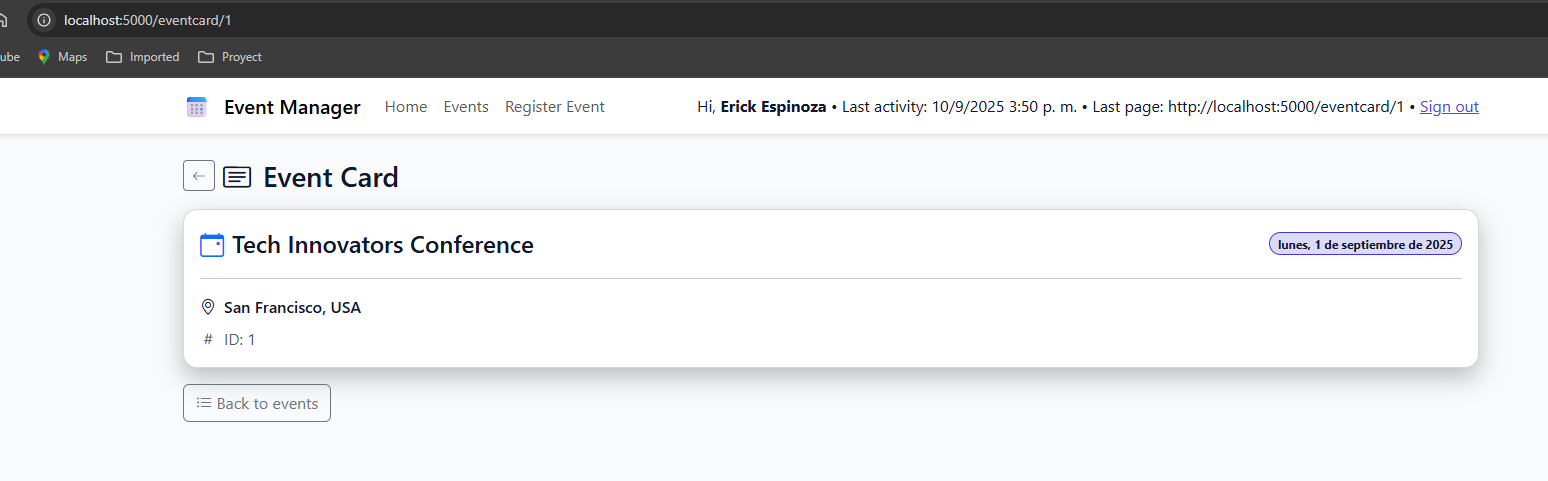 localhost:5000/eventcard/1
ube Maps Imported Proyect
Event Manager Home Events Register Event Hi, Erick Espinoza • Last activity: 10/9/2025 3:50 p. m. • Last page: http://localhost:5000/eventcard/1 • Sign out
← Event Card
Tech Innovators Conference lunes, 1 de septiembre de 2025
San Francisco, USA
# ID: 1
Back to events